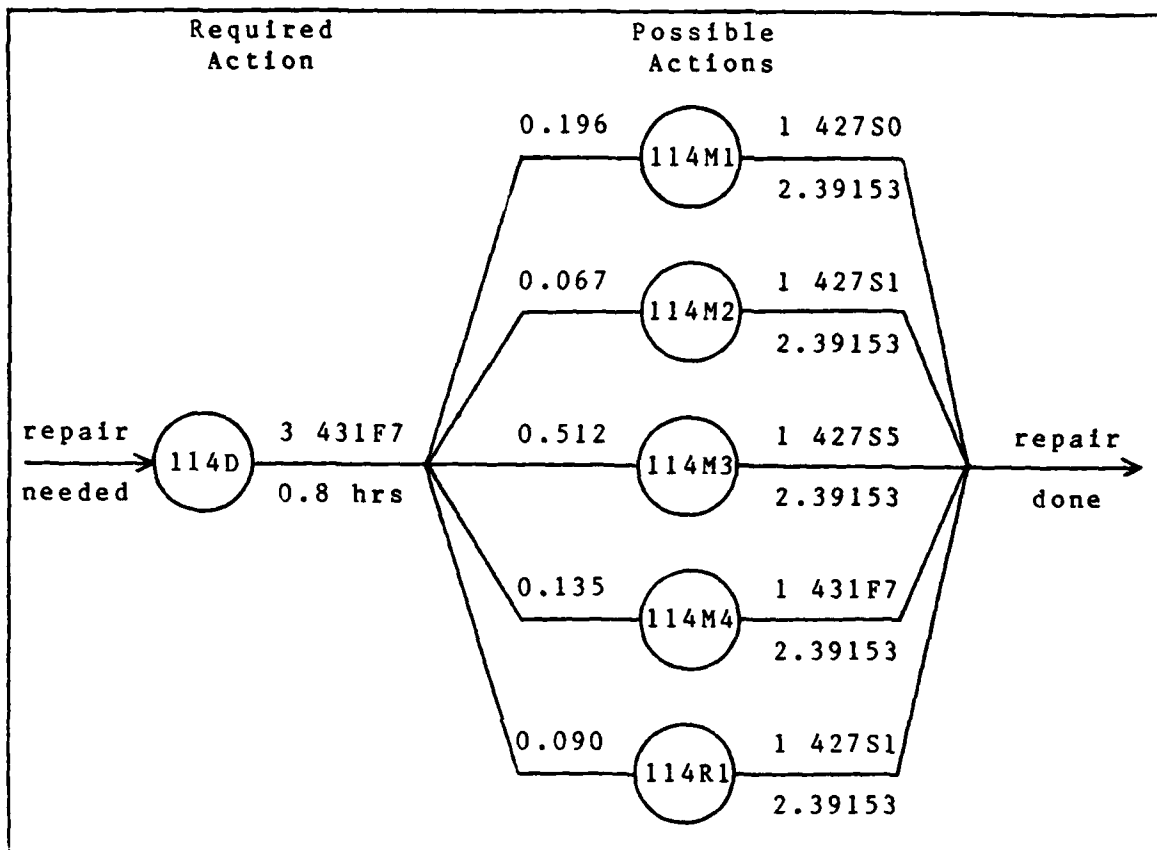 Required
Action
Possible
Actions
0.196
114M1
1 427S0
2.39153
0.067
114M2
1 427S1
2.39153
repair
needed
114D
3 431F7
0.8 hrs
0.512
114M3
1 427S5
2.39153
repair
done
0.135
114M4
1 431F7
2.39153
0.090
114R1
1 427S1
2.39153